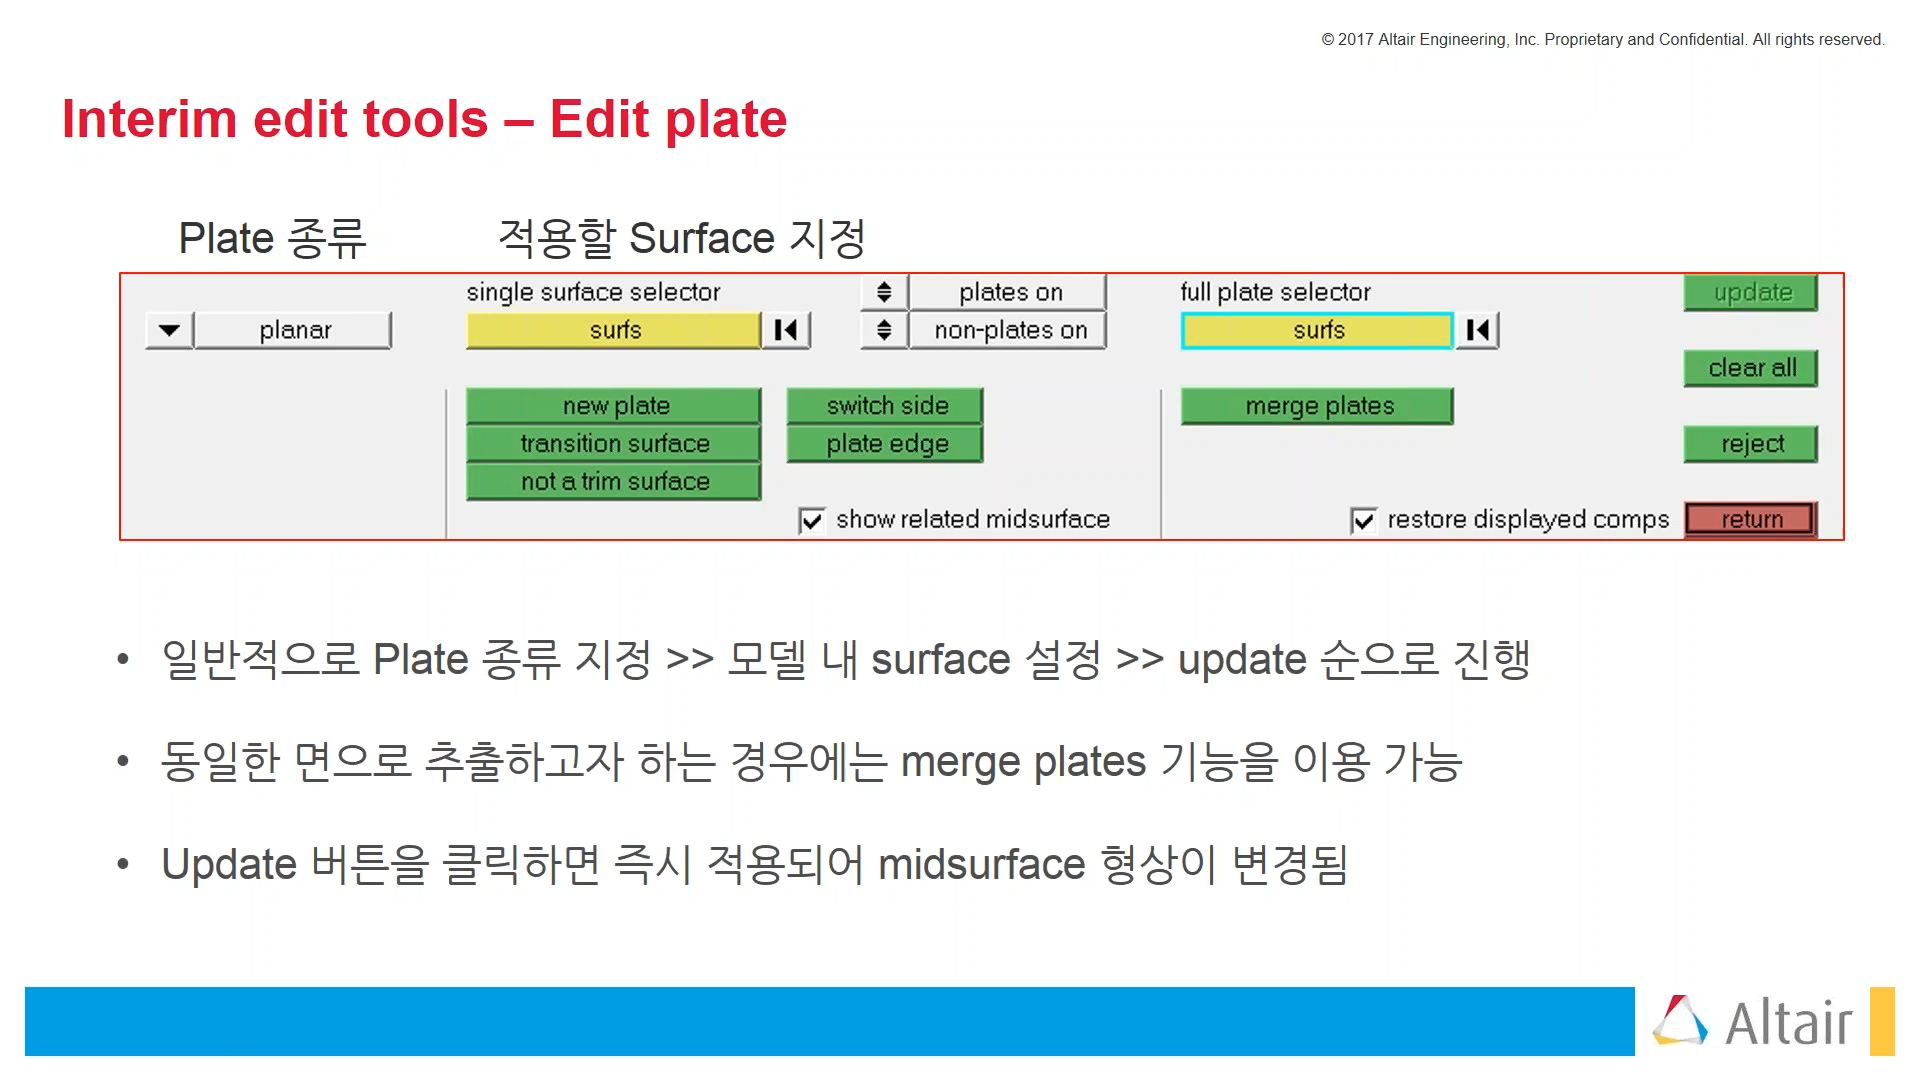 © 2017 Altair Engineering, Inc. Proprietary and Confidential. All rights reserved.
Interim edit tools – Edit plate
Plate 종류 적용할 Surface 지정
single surface selector plates on full plate selector update
planar surfs non-plates on surfs
clear all
new plate switch side merge plates
transition surface plate edge reject
not a trim surface
show related midsurface restore displayed comps return
• 일반적으로 Plate 종류 지정 >> 모델 내 surface 설정 >> update 순으로 진행
• 동일한 면으로 추출하고자 하는 경우에는 merge plates 기능을 이용 가능
• Update 버튼을 클릭하면 즉시 적용되어 midsurface 형상이 변경됨
Altair